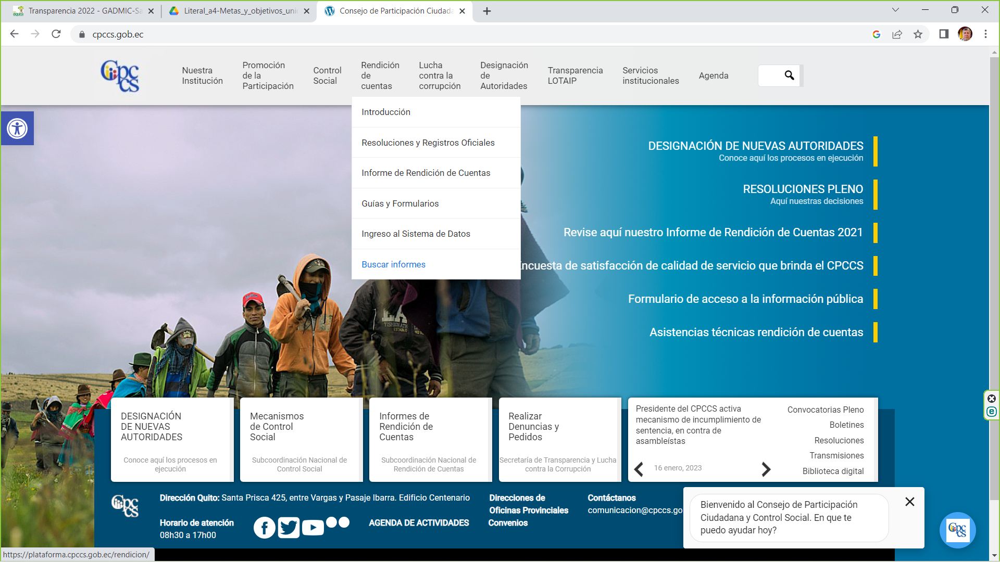 Transparencia 2022 - GADMIC-Sa
Literal_a4-Metas_y_objetivos_uni
Consejo de Participación Ciudada
cpccs.gob.ec
Cpccs
Nuestra
Institución
Promoción
de la
Participación
Control
Social
Rendición
de
cuentas
Lucha
contra la
corrupción
Designación
de
Autoridades
Transparencia
LOTAIP
Servicios
institucionales
Agenda
Introducción
Resoluciones y Registros Oficiales
Informe de Rendición de Cuentas
Guías y Formularios
Ingreso al Sistema de Datos
Buscar informes
DESIGNACIÓN DE NUEVAS AUTORIDADES
Conoce aquí los procesos en ejecución
RESOLUCIONES PLENO
Aquí nuestras decisiones
Revise aquí nuestro Informe de Rendición de Cuentas 2021
Encuesta de satisfacción de calidad de servicio que brinda el CPCCS
Formulario de acceso a la información pública
Asistencias técnicas rendición de cuentas
DESIGNACIÓN
DE NUEVAS
AUTORIDADES
Conoce aquí los procesos en
ejecución
Mecanismos
de Control
Social
Subcoordinación Nacional de
Control Social
Informes de
Rendición de
Cuentas
Subcoordinación Nacional de
Rendición de Cuentas
Realizar
Denuncias y
Pedidos
Secretaría de Transparencia y Lucha
contra la Corrupción
Presidente del CPCCS activa
mecanismo de incumplimiento de
sentencia, en contra de
asambleístas
16 enero, 2023
Convocatorias Pleno
Boletines
Resoluciones
Transmisiones
Biblioteca digital
Cpccs
Dirección Quito: Santa Prisca 425, entre Vargas y Pasaje Ibarra. Edificio Centenario
Horario de atención
08h30 a 17h00
AGENDA DE ACTIVIDADES
Direcciones de
Oficinas Provinciales
Convenios
Contáctanos
comunicacion@cpccs.go
Bienvenido al Consejo de Participación
Ciudadana y Control Social. En que te
puedo ayudar hoy?
Cpccs
https://plataforma.cpccs.gob.ec/rendicion/